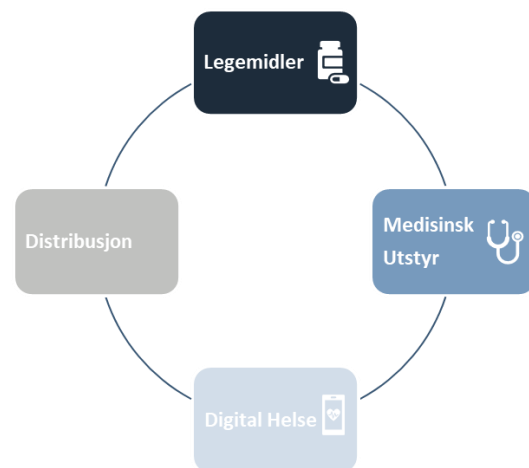 Legemidler
Medisinsk
Utstyr
Digital Helse
Distribusjon